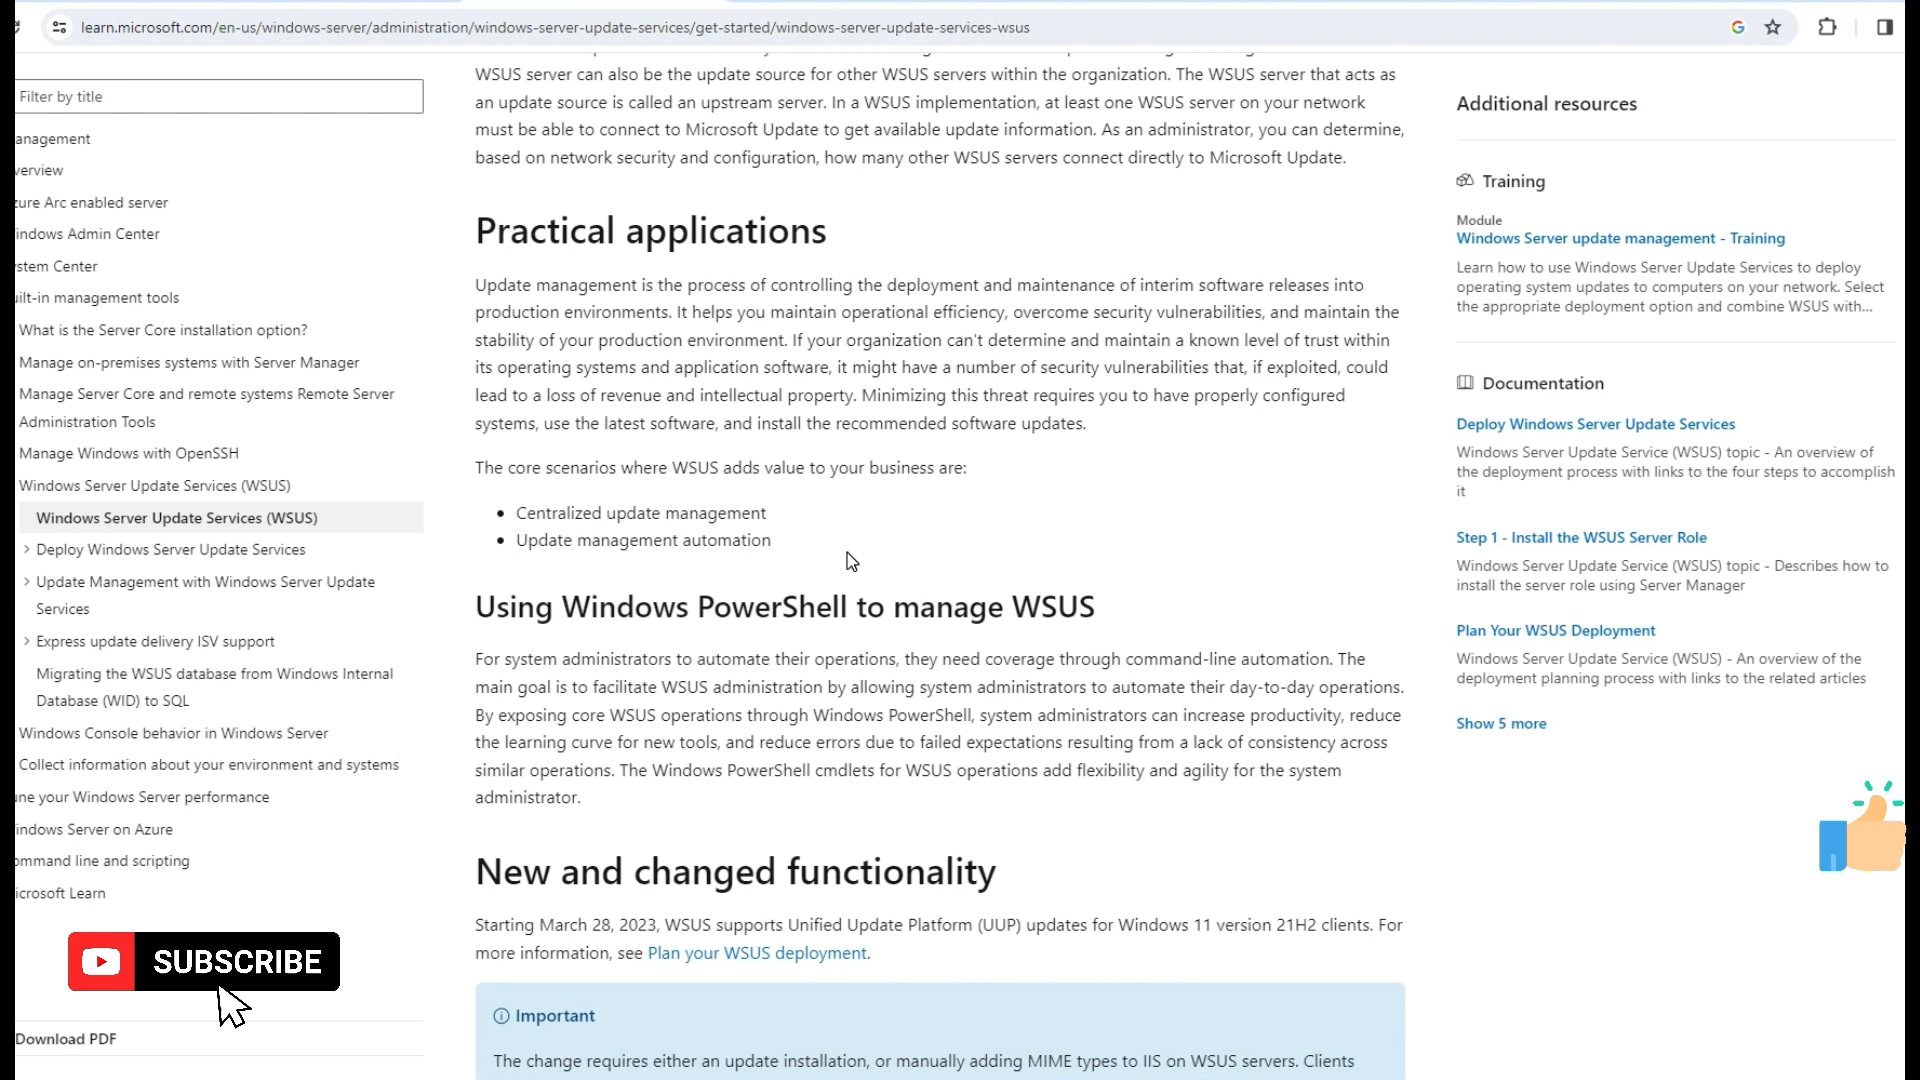 learn.microsoft.com/en-us/windows-server/administration/windows-server-update-services/get-started/windows-server-update-services-wsus
Filter by title
anagement
verview
zure Arc enabled server
indows Admin Center
stem Center
uilt-in management tools
What is the Server Core installation option?
Manage on-premises systems with Server Manager
Manage Server Core and remote systems Remote Server
Administration Tools
Manage Windows with OpenSSH
Windows Server Update Services (WSUS)
Windows Server Update Services (WSUS)
Deploy Windows Server Update Services
Update Management with Windows Server Update
Services
Express update delivery ISV support
Migrating the WSUS database from Windows Internal
Database (WID) to SQL
Windows Console behavior in Windows Server
Collect information about your environment and systems
une your Windows Server performance
indows Server on Azure
ommand line and scripting
icrosoft Learn
SUBSCRIBE
Download PDF
WSUS server can also be the update source for other WSUS servers within the organization. The WSUS server that acts as
an update source is called an upstream server. In a WSUS implementation, at least one WSUS server on your network
must be able to connect to Microsoft Update to get available update information. As an administrator, you can determine,
based on network security and configuration, how many other WSUS servers connect directly to Microsoft Update.
Practical applications
Update management is the process of controlling the deployment and maintenance of interim software releases into
production environments. It helps you maintain operational efficiency, overcome security vulnerabilities, and maintain the
stability of your production environment. If your organization can't determine and maintain a known level of trust within
its operating systems and application software, it might have a number of security vulnerabilities that, if exploited, could
lead to a loss of revenue and intellectual property. Minimizing this threat requires you to have properly configured
systems, use the latest software, and install the recommended software updates.
The core scenarios where WSUS adds value to your business are:
• Centralized update management
• Update management automation
Using Windows PowerShell to manage WSUS
For system administrators to automate their operations, they need coverage through command-line automation. The
main goal is to facilitate WSUS administration by allowing system administrators to automate their day-to-day operations.
By exposing core WSUS operations through Windows PowerShell, system administrators can increase productivity, reduce
the learning curve for new tools, and reduce errors due to failed expectations resulting from a lack of consistency across
similar operations. The Windows PowerShell cmdlets for WSUS operations add flexibility and agility for the system
administrator.
New and changed functionality
Starting March 28, 2023, WSUS supports Unified Update Platform (UUP) updates for Windows 11 version 21H2 clients. For
more information, see Plan your WSUS deployment.
Important
The change requires either an update installation, or manually adding MIME types to IIS on WSUS servers. Clients
Additional resources
Training
Module
Windows Server update management - Training
Learn how to use Windows Server Update Services to deploy
operating system updates to computers on your network. Select
the appropriate deployment option and combine WSUS with...
Documentation
Deploy Windows Server Update Services
Windows Server Update Service (WSUS) topic - An overview of
the deployment process with links to the four steps to accomplish
it
Step 1 - Install the WSUS Server Role
Windows Server Update Service (WSUS) topic - Describes how to
install the server role using Server Manager
Plan Your WSUS Deployment
Windows Server Update Service (WSUS) - An overview of the
deployment planning process with links to the related articles
Show 5 more